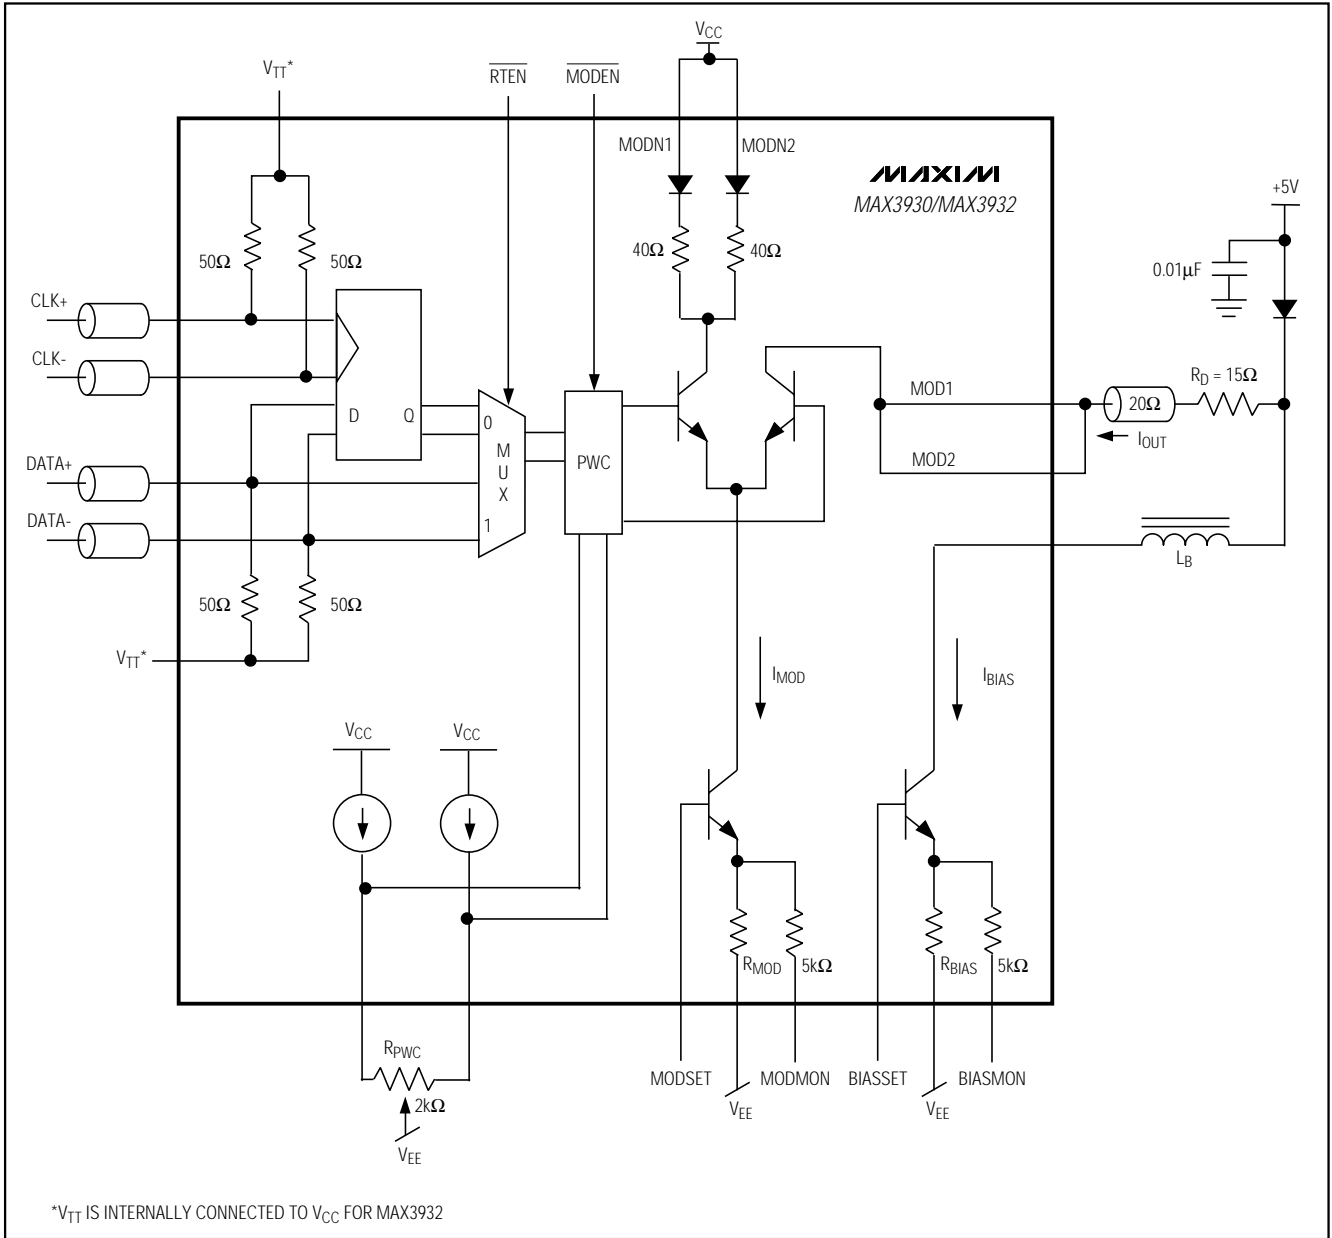 VCC
VTT*
RTEN
MODEN
MODN1
MODN2
MAXIM
MAX3930/MAX3932
+5V
50Ω
50Ω
40Ω
40Ω
0.01μF
CLK+
CLK-
RD = 15Ω
D
Q
0
MUX
1
PWC
MOD1
20Ω
IOUT
MOD2
DATA+
DATA-
LB
50Ω
50Ω
VTT*
IMOD
IBIAS
VCC
VCC
RMOD
5kΩ
RBIAS
5kΩ
RPWC
2kΩ
VEE
MODSET
MODMON
BIASSET
BIASMON
VEE
VEE
*VTT IS INTERNALLY CONNECTED TO VCC FOR MAX3932